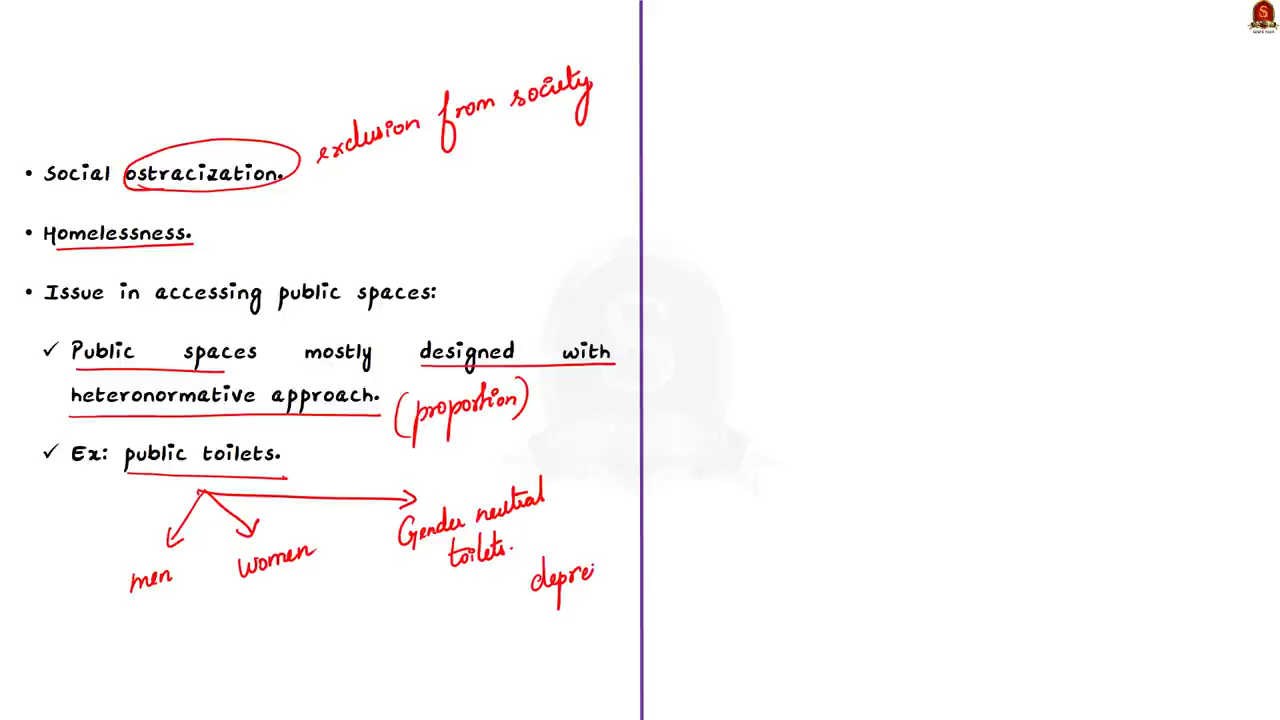 exclusion from society
• Social ostracization.
• Homelessness.
• Issue in accessing public spaces:
✓ Public spaces mostly designed with
heteronormative approach.
(proportion)
✓ Ex: public toilets.
men
women
Gender neutral
toilets.
depre
S